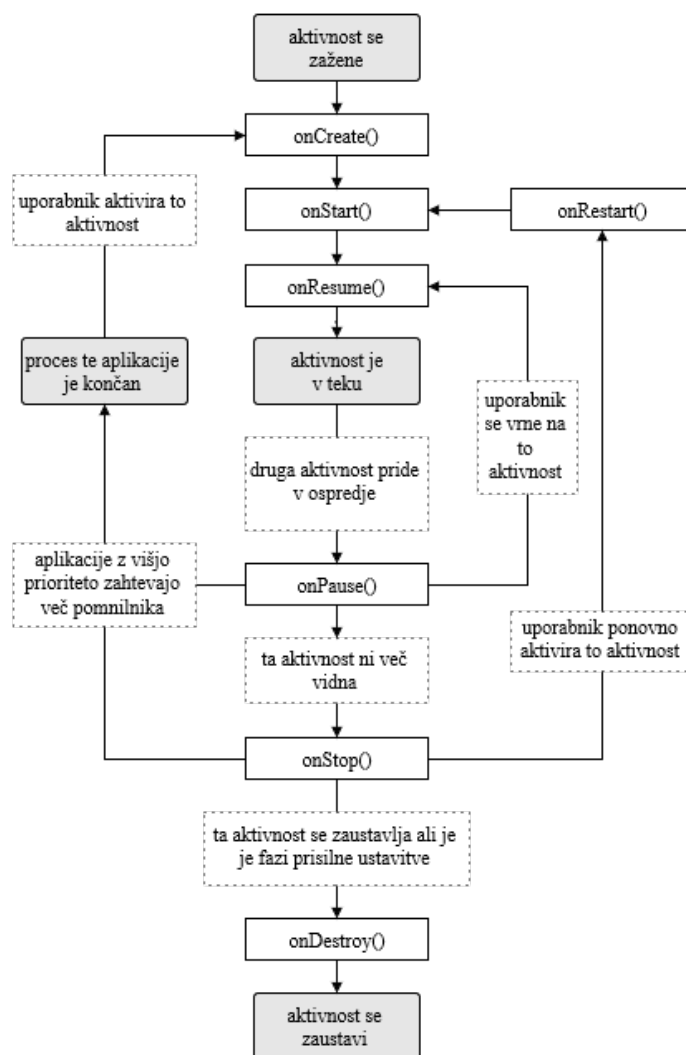 aktivnost se
zažene
onCreate()
uporabnik aktivira to
aktivnost
onStart()
onRestart()
onResume()
proces te aplikacije
je končan
aktivnost je
v teku
uporabnik
se vrne na
to
aktivnost
druga aktivnost pride
v ospredje
aplikacije z višjo
prioriteto zahtevajo
več pomnilnika
onPause()
uporabnik ponovno
aktivira to aktivnost
ta aktivnost ni več
vidna
onStop()
ta aktivnost se zaustavlja ali je
je fazi prisilne ustavitve
onDestroy()
aktivnost se
zaustavi